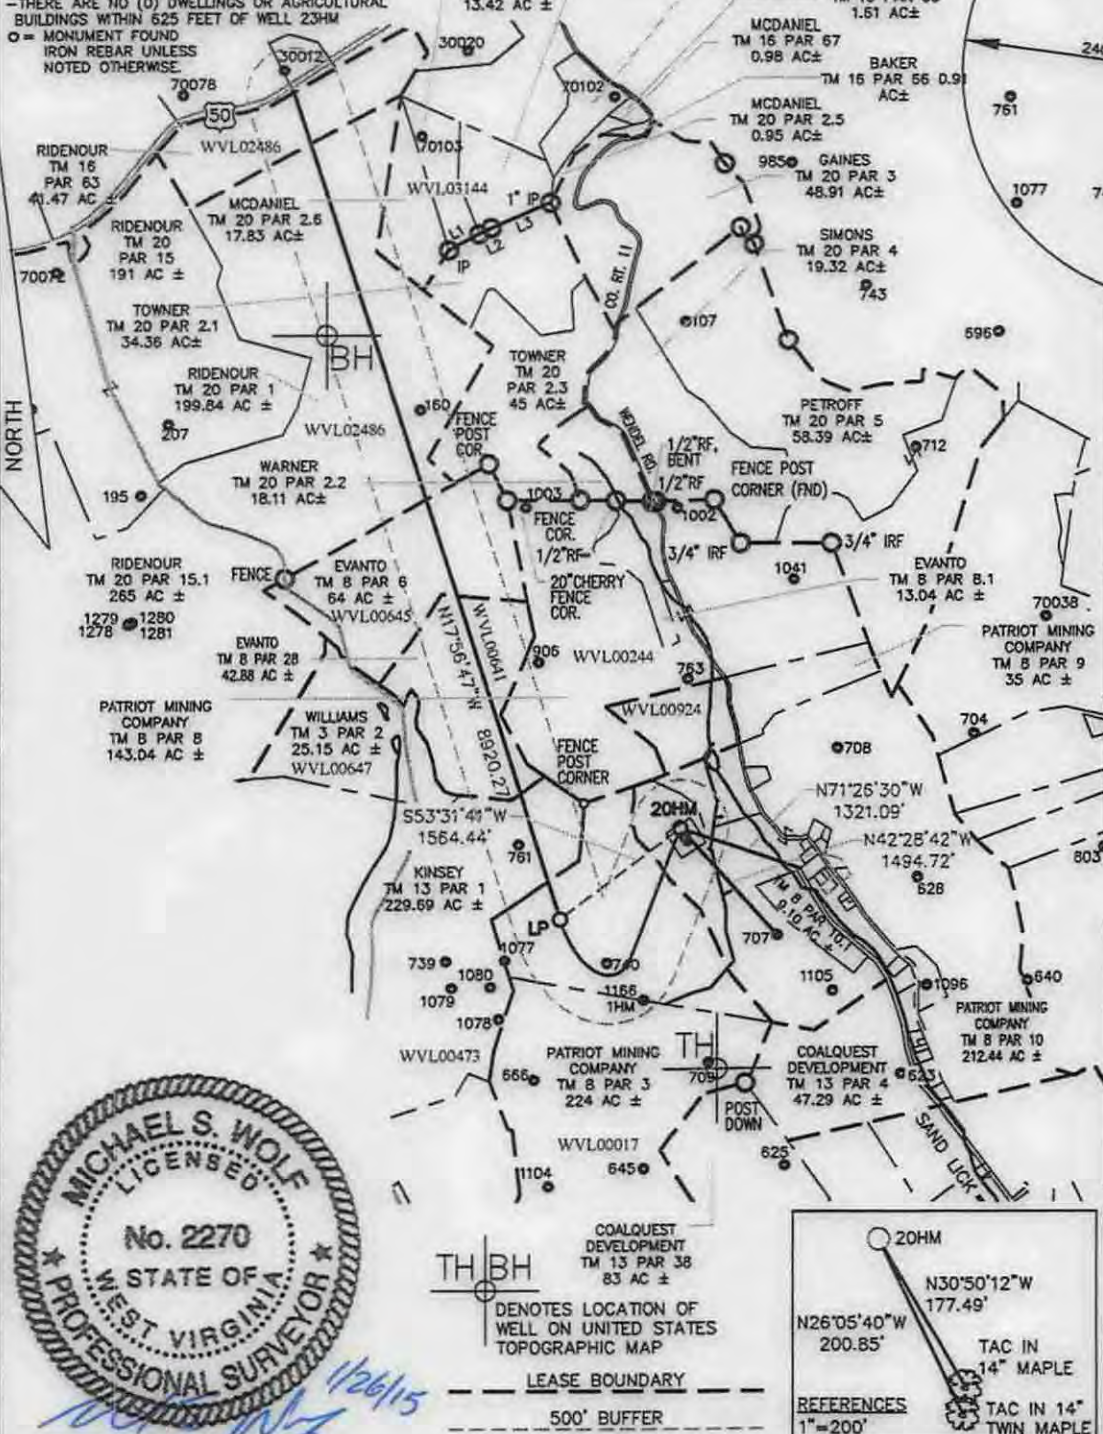 -THERE ARE NO (0) DWELLINGS OR AGRICULTURAL
BUILDINGS WITHIN 625 FEET OF WELL 23HM
O= MONUMENT FOUND
IRON REBAR UNLESS
NOTED OTHERWISE.
13.42 AC ±
1.61 AC±
MCDANIEL
TM 16 PAR 67
0.98 AC±
BAKER
TM 16 PAR 56 0.91
AC±
MCDANIEL
TM 20 PAR 2.5
0.95 AC±
985
GAINES
TM 20 PAR 3
48.91 AC±
SIMONS
TM 20 PAR 4
19.32 AC±
743
761
1077
30012
30020
70078
70102
50
70103
WVL02486
WVL03144
RIDENOUR
TM 16
PAR 63
41.47 AC ±
MCDANIEL
TM 20 PAR 2.6
17.83 AC±
1" IP
L1
L2
L3
IP
RIDENOUR
TM 20
PAR 15
191 AC ±
70072
CO. RT. 11
TOWNER
TM 20 PAR 2.1
34.36 AC±
BH
107
596
TOWNER
TM 20
PAR 2.3
45 AC±
RIDENOUR
TM 20 PAR 1
199.84 AC ±
160
207
WVL02486
FENCE
POST
COR.
WENDEL RD.
PETROFF
TM 20 PAR 5
58.39 AC±
712
NORTH
1/2"RF,
BENT
1/2"RF
FENCE POST
CORNER (FND)
WARNER
TM 20 PAR 2.2
18.11 AC±
195
1003
1002
FENCE
COR.
1/2"RF
3/4" IRF
3/4" IRF
RIDENOUR
TM 20 PAR 15.1
265 AC ±
FENCE
EVANTO
TM 8 PAR 6
64 AC ±
20"CHERRY
FENCE
COR.
1041
EVANTO
TM 8 PAR 8.1
13.04 AC±
70038
1279 1280
1278 1281
WVL00645
WVL00641
N17°56'47"W
8920.27'
EVANTO
TM 8 PAR 28
42.88 AC ±
906
WVL00244
763
PATRIOT MINING
COMPANY
TM 8 PAR 9
35 AC ±
PATRIOT MINING
COMPANY
TM 8 PAR 8
143.04 AC ±
WILLIAMS
TM 3 PAR 2
25.15 AC ±
WVL00647
WVL00924
704
708
FENCE
POST
CORNER
N71°26'30"W
1321.09'
S53°31'41"W
1564.44'
20HM
N42°28'42"W
1494.72'
761
803
628
KINSEY
TM 13 PAR 1
229.69 AC ±
TM 8 PAR 10.1
9.10 AC ±
LP
707
1077
739
740
1080
1079
1166
1HM
1105
1096
640
1078
PATRIOT MINING
COMPANY
TM 8 PAR 10
212.44 AC ±
WVL00473
PATRIOT MINING
COMPANY
TM 8 PAR 3
224 AC ±
666
TH
709
COALQUEST
DEVELOPMENT
TM 13 PAR 4
47.29 AC ±
623
POST
DOWN
WVL00017
SAND LICK
625
645
1104
MICHAEL S. WOLF
LICENSED
No. 2270
STATE OF
WEST VIRGINIA
PROFESSIONAL SURVEYOR
1/26/15
COALQUEST
DEVELOPMENT
TM 13 PAR 38
83 AC ±
TH BH
DENOTES LOCATION OF
WELL ON UNITED STATES
TOPOGRAPHIC MAP
LEASE BOUNDARY
500' BUFFER
20HM
N30°50'12"W
177.49'
N26°05'40"W
200.85'
TAC IN
14" MAPLE
REFERENCES
1"=200'
TAC IN 14"
TWIN MAPLE